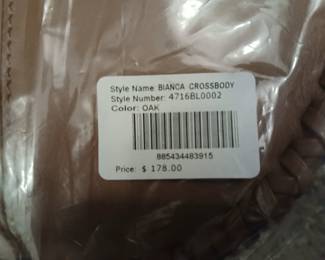 Style Name: BIANCA CROSSBODY
Style Number: 4716BL0002
Color: OAK
885434483915
Price: $ 178.00